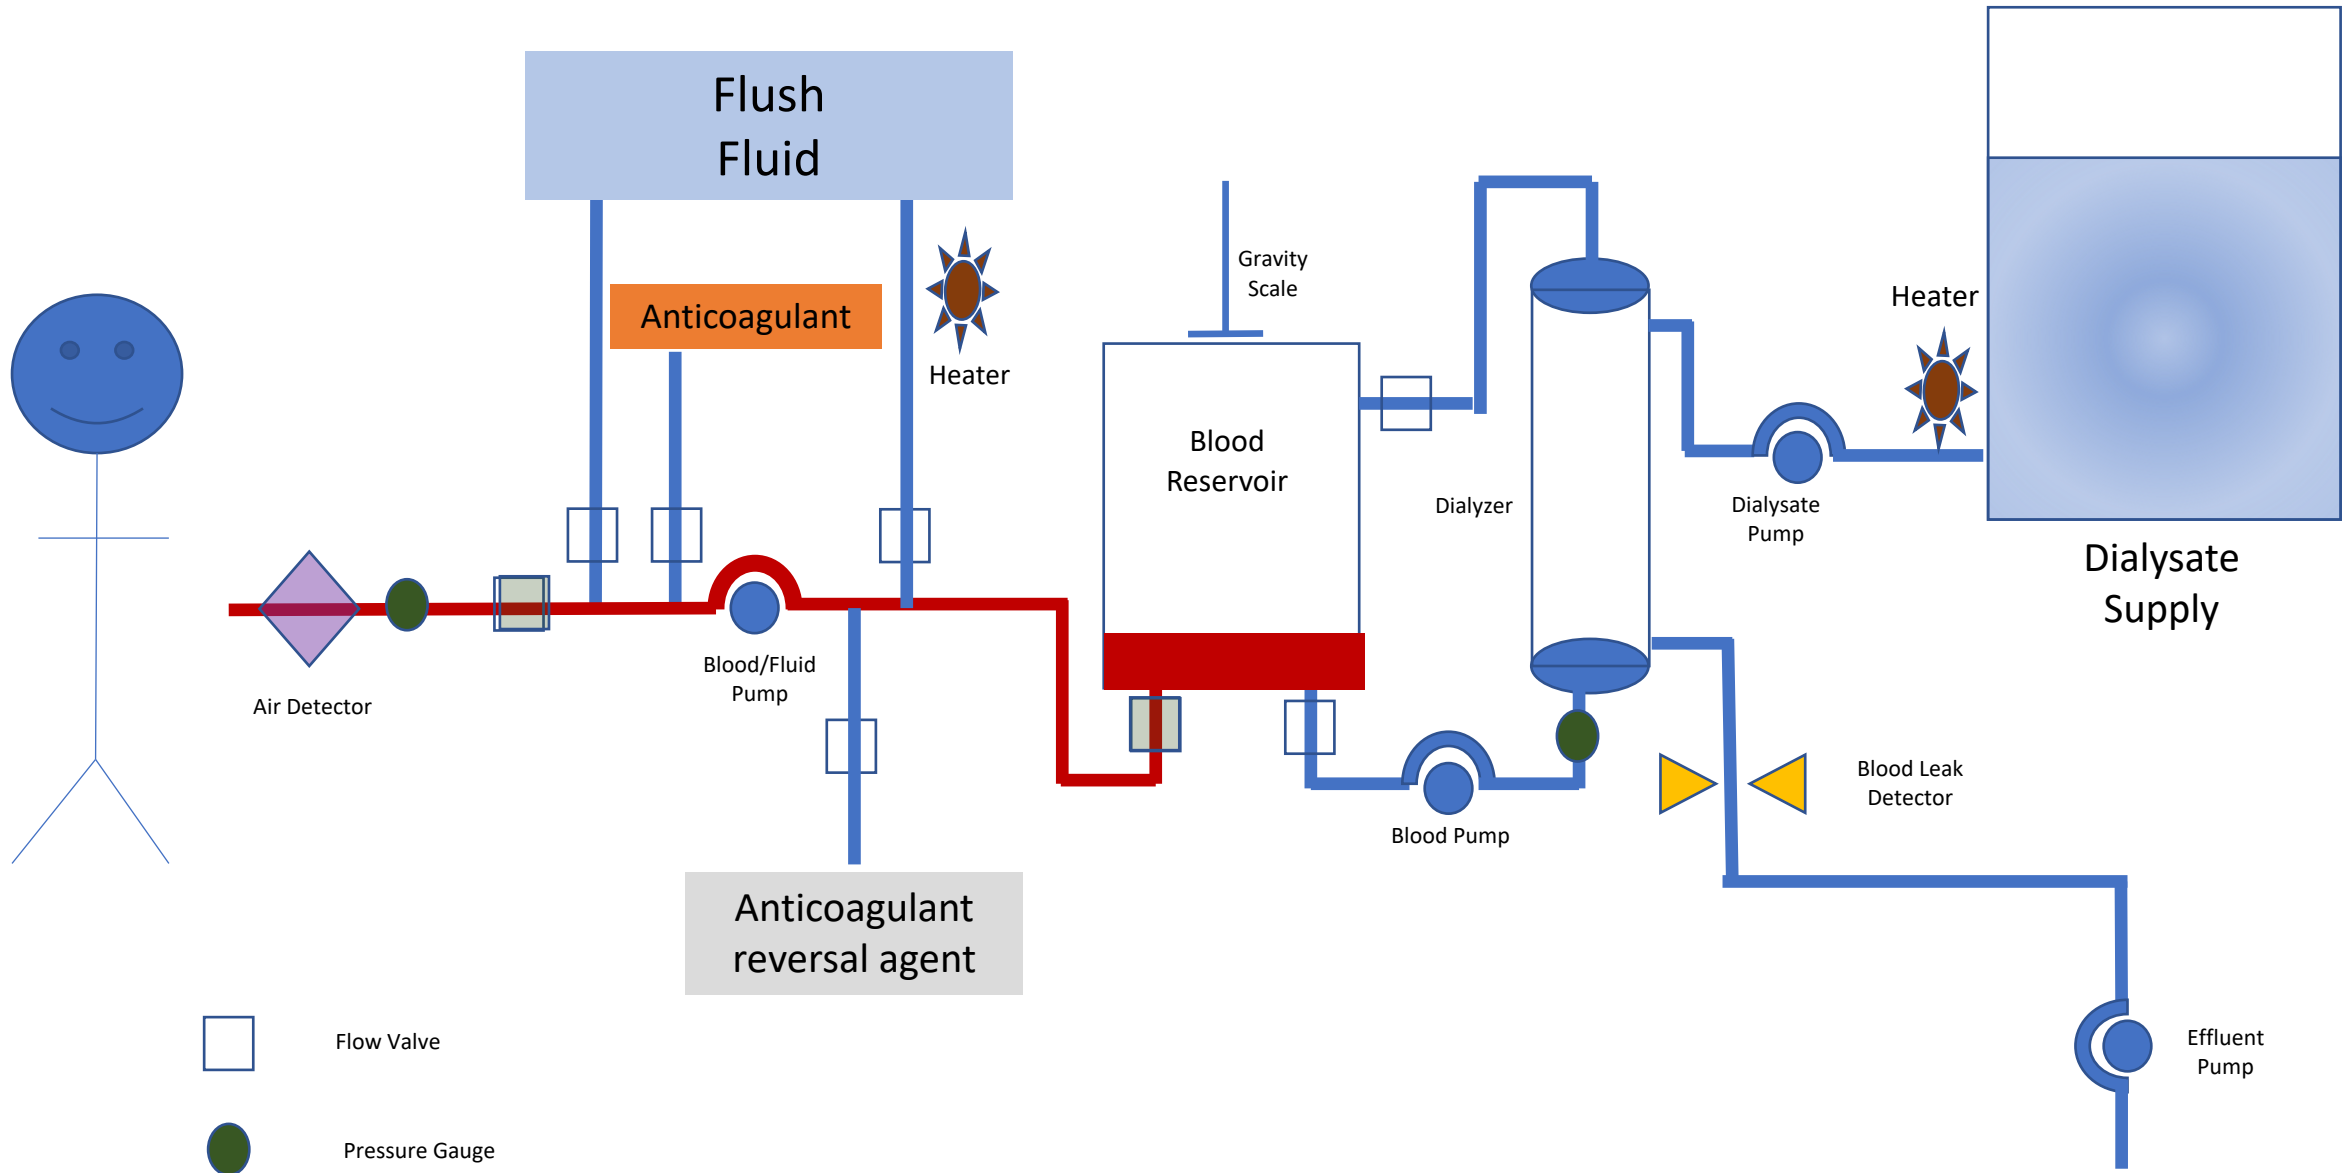 Flush
Fluid
Gravity
Scale
Anticoagulant
Heater
Heater
Blood
Reservoir
Dialyzer
Dialysate
Pump
Dialysate
Supply
Blood/Fluid
Pump
Air Detector
Blood Leak
Detector
Blood Pump
Anticoagulant
reversal agent
Flow Valve
Effluent
Pump
Pressure Gauge